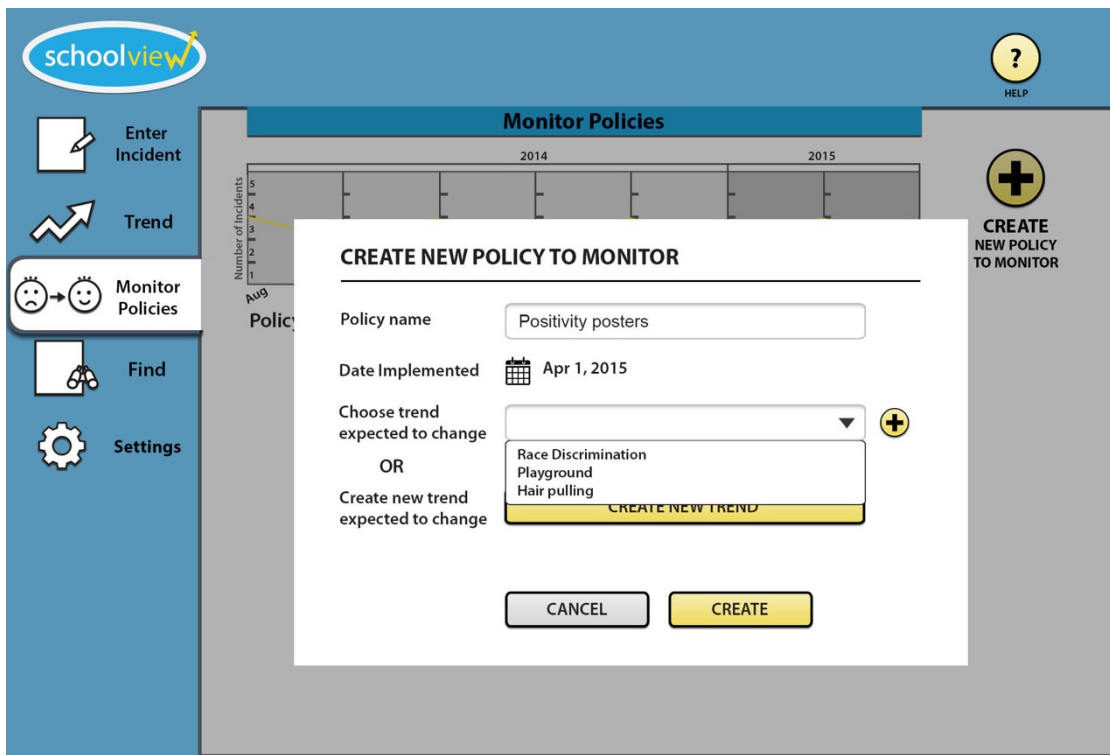 schoolview
?
HELP
Enter
Incident
Trend
Monitor
Policies
Find
Settings
Monitor Policies
2014
2015
Number of Incidents
5
4
3
2
1
Aug
Polic
CREATE
NEW POLICY
TO MONITOR
CREATE NEW POLICY TO MONITOR
Policy name
Positivity posters
Date Implemented
Apr 1, 2015
Choose trend
expected to change
Race Discrimination
Playground
Hair pulling
OR
Create new trend
expected to change
CREATE NEW TREND
CANCEL
CREATE